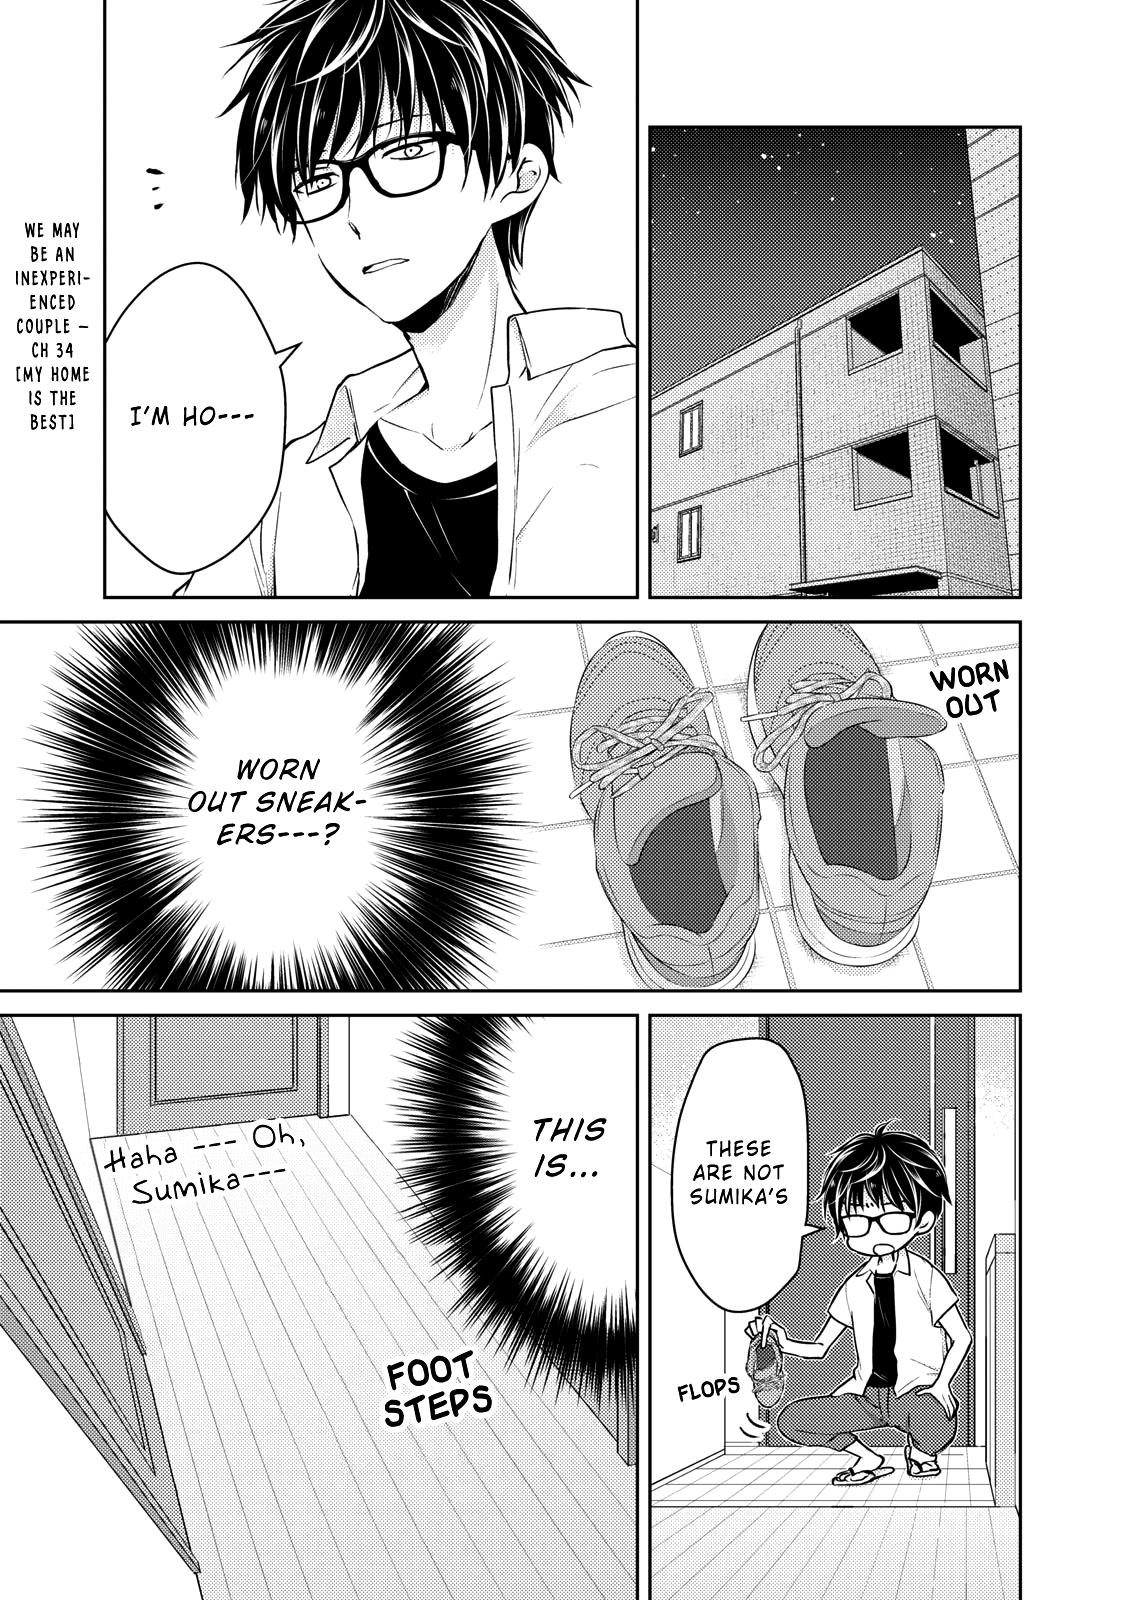 WE MAY
BE AN
INEXPERI-
ENCED
COUPLE –
CH 34
[MY HOME
IS THE
BEST]
I'M HO---
WORN
OUT
WORN
OUT SNEAK-
ERS---?
THESE
ARE NOT
SUMIKA'S
FLOPS
THIS
IS...
Haha --- Oh,
Sumika---
FOOT
STEPS